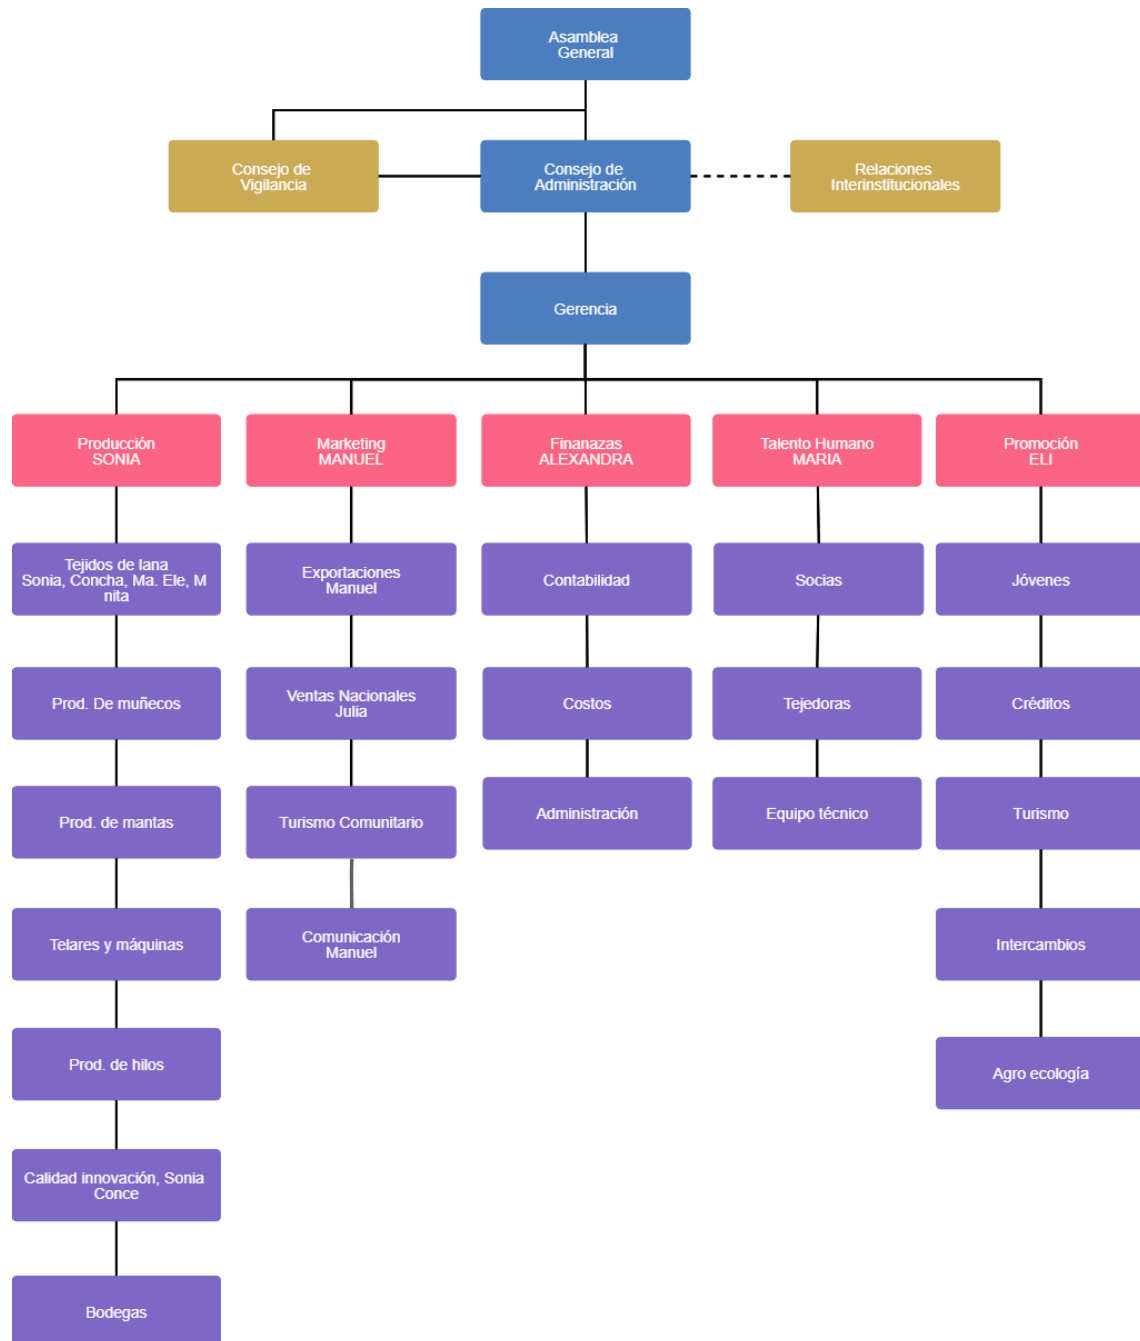 Asamblea
General
Consejo de
Vigilancia
Consejo de
Administración
Relaciones
Interinstitucionales
Gerencia
Producción
SONIA
Marketing
MANUEL
Finanazas
ALEXANDRA
Talento Humano
MARIA
Promoción
ELI
Tejidos de lana
Sonia, Concha, Ma. Ele, M
nita
Exportaciones
Manuel
Contabilidad
Socias
Jóvenes
Prod. De muñecos
Ventas Nacionales
Julia
Costos
Tejedoras
Créditos
Prod. de mantas
Turismo Comunitario
Administración
Equipo técnico
Turismo
Telares y máquinas
Comunicación
Manuel
Intercambios
Prod. de hilos
Agro ecología
Calidad innovación, Sonia
Conce
Bodegas